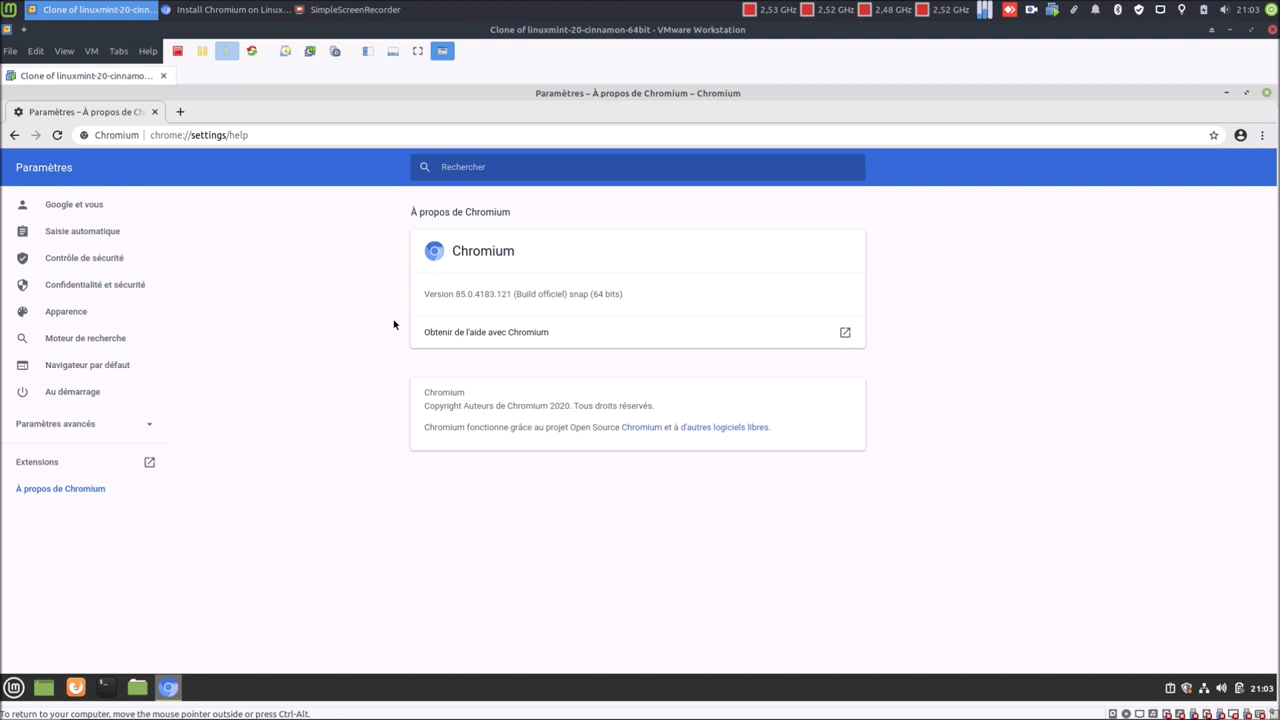 Clone of linuxmint-20-cinn...
Install Chromium on Linux...
SimpleScreenRecorder
2,53 GHz
2,52 GHz
2,48 GHz
2,52 GHz
21:03
Clone of linuxmint-20-cinnamon-64bit - VMware Workstation
File Edit View VM Tabs Help
Clone of linuxmint-20-cinnamo...
Paramètres – À propos de Chromium – Chromium
Paramètres – À propos de Ch
Chromium | chrome://settings/help
Paramètres
Rechercher
Google et vous
Saisie automatique
Contrôle de sécurité
Confidentialité et sécurité
Apparence
Moteur de recherche
Navigateur par défaut
Au démarrage
Paramètres avancés
Extensions
À propos de Chromium
À propos de Chromium
Chromium
Version 85.0.4183.121 (Build officiel) snap (64 bits)
Obtenir de l'aide avec Chromium
Chromium
Copyright Auteurs de Chromium 2020. Tous droits réservés.
Chromium fonctionne grâce au projet Open Source Chromium et à d'autres logiciels libres.
21:03
To return to your computer, move the mouse pointer outside or press Ctrl-Alt.